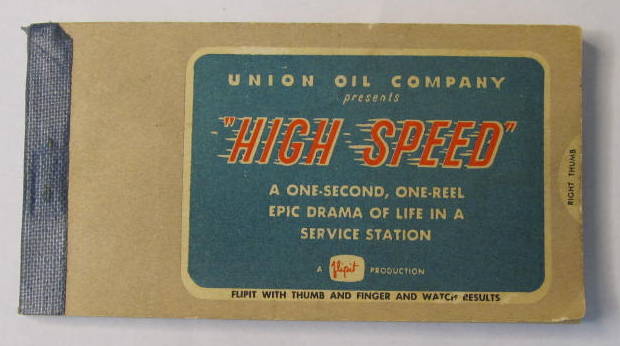 UNION OIL COMPANY
presents
"HIGH SPEED"
A ONE-SECOND, ONE-REEL
EPIC DRAMA OF LIFE IN A
SERVICE STATION
A flipit PRODUCTION
FLIPIT WITH THUMB AND FINGER AND WATCH RESULTS
RIGHT THUMB